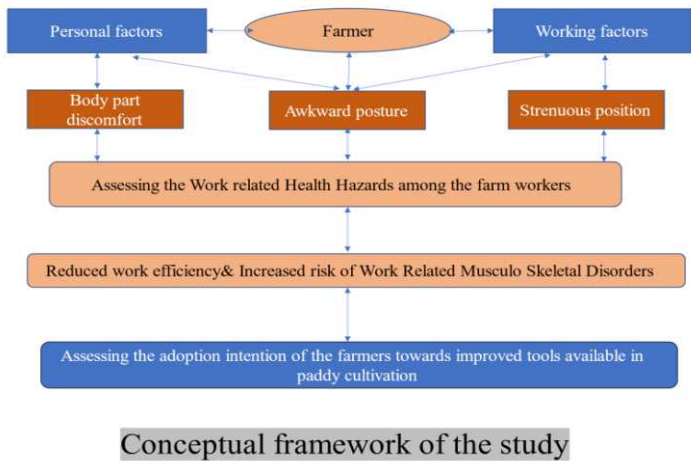 Personal factors
Farmer
Working factors
Body part
discomfort
Awkward posture
Strenuous position
Assessing the Work related Health Hazards among the farm workers
Reduced work efficiency& Increased risk of Work Related Musculo Skeletal Disorders
Assessing the adoption intention of the farmers towards improved tools available in
paddy cultivation
Conceptual framework of the study